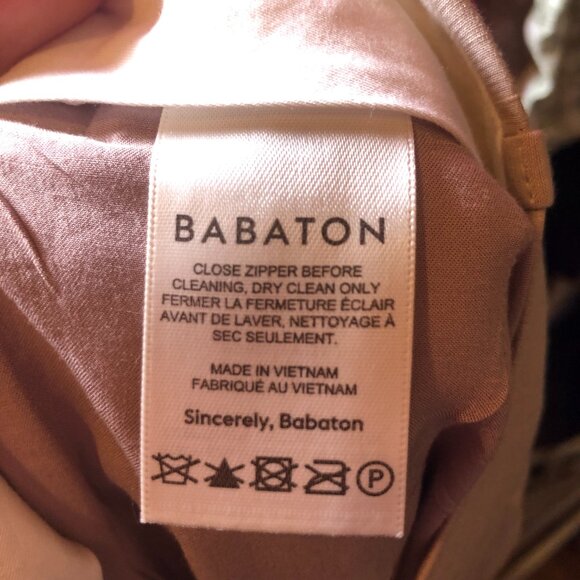 BABATON
CLOSE ZIPPER BEFORE
CLEANING, DRY CLEAN ONLY
FERMER LA FERMETURE ÉCLAIR
AVANT DE LAVER, NETTOYAGE À
SEC SEULEMENT.
MADE IN VIETNAM
FABRIQUÉ AU VIETNAM
Sincerely, Babaton
P